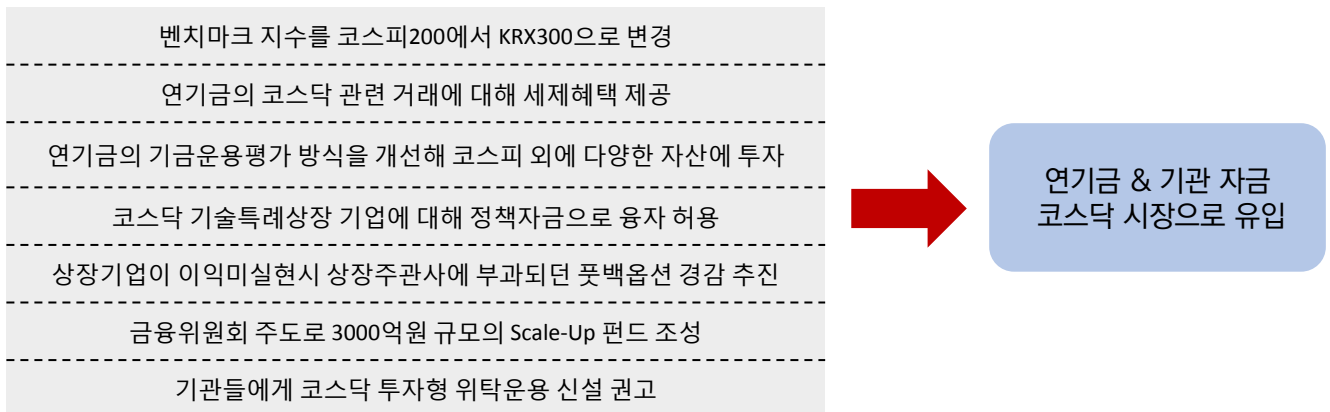 벤치마크 지수를 코스피200에서 KRX300으로 변경
연기금의 코스닥 관련 거래에 대해 세제혜택 제공
연기금의 기금운용평가 방식을 개선해 코스피 외에 다양한 자산에 투자
코스닥 기술특례상장 기업에 대해 정책자금으로 융자 허용
상장기업이 이익미실현시 상장주관사에 부과되던 풋백옵션 경감 추진
금융위원회 주도로 3000억원 규모의 Scale-Up 펀드 조성
기관들에게 코스닥 투자형 위탁운용 신설 권고
연기금 & 기관 자금
코스닥 시장으로 유입